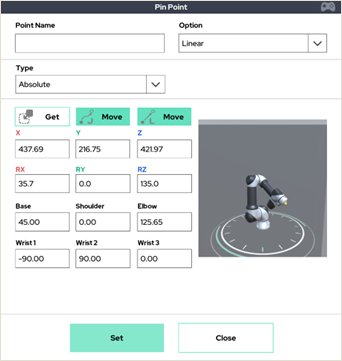 Pin Point
Point Name Option
Linear
Type
Absolute
Get Move Move
X Y Z
437.69 216.75 421.97
RX RY RZ
35.7 0.0 135.0
Base Shoulder Elbow
45.00 0.00 125.65
Wrist 1 Wrist 2 Wrist 3
-90.00 90.00 0.00
Set Close